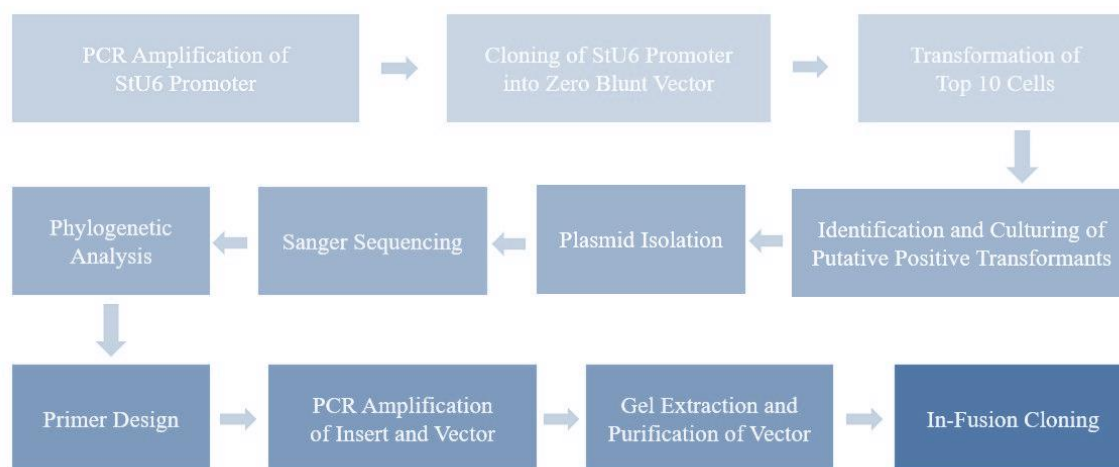 PCR Amplification of
StU6 Promoter
Cloning of StU6 Promoter
into Zero Blunt Vector
Transformation of
Top 10 Cells
Identification and Culturing of
Putative Positive Transformants
Plasmid Isolation
Sanger Sequencing
Phylogenetic
Analysis
Primer Design
PCR Amplification
of Insert and Vector
Gel Extraction and
Purification of Vector
In-Fusion Cloning